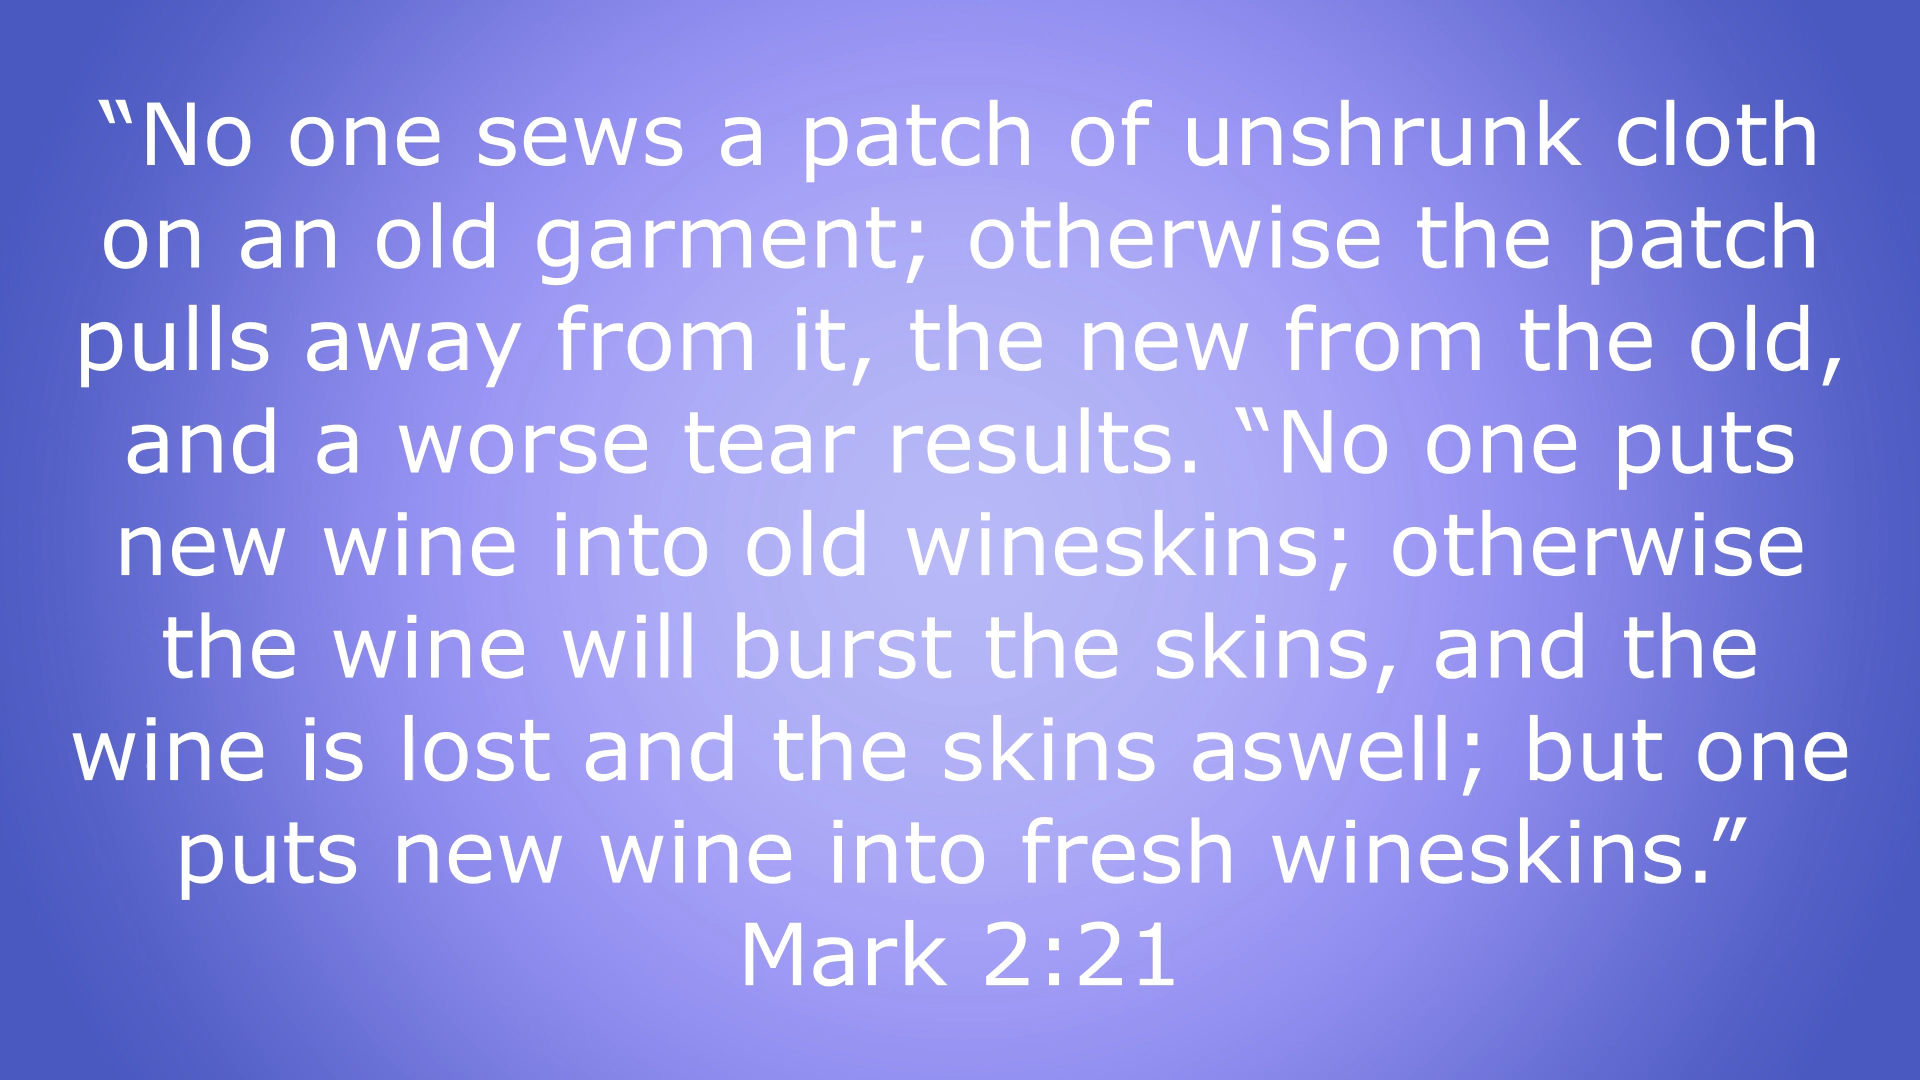 “No one sews a patch of unshrunk cloth
on an old garment; otherwise the patch
pulls away from it, the new from the old,
and a worse tear results. “No one puts
new wine into old wineskins; otherwise
the wine will burst the skins, and the
wine is lost and the skins aswell; but one
puts new wine into fresh wineskins.”
Mark 2:21